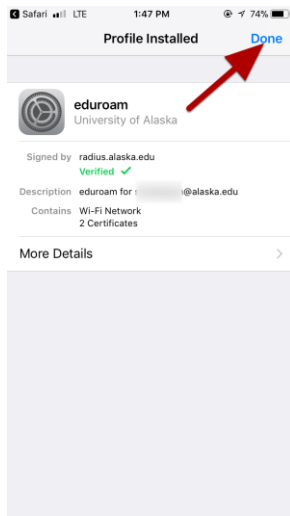 Safari LTE 1:47 PM 74%
Profile Installed Done
eduroam
University of Alaska
Signed by radius.alaska.edu
Verified
Description eduroam for @alaska.edu
Contains Wi-Fi Network
2 Certificates
More Details